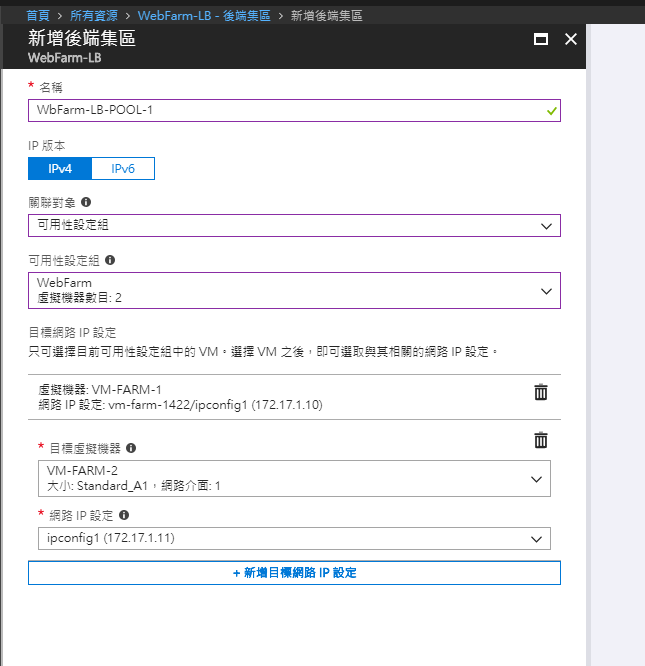 首頁 > 所有資源 > WebFarm-LB - 後端集區 > 新增後端集區
新增後端集區
WebFarm-LB
* 名稱
WbFarm-LB-POOL-1
IP 版本
IPv4 IPv6
關聯對象
可用性設定組
可用性設定組
WebFarm
虛擬機器數目: 2
目標網路 IP 設定
只可選擇目前可用性設定組中的 VM。選擇 VM 之後，即可選取與其相關的網路 IP 設定。
虛擬機器: VM-FARM-1
網路 IP 設定: vm-farm-1422/ipconfig1 (172.17.1.10)
* 目標虛擬機器
VM-FARM-2
大小: Standard_A1，網路介面: 1
* 網路 IP 設定
ipconfig1 (172.17.1.11)
+ 新增目標網路 IP 設定